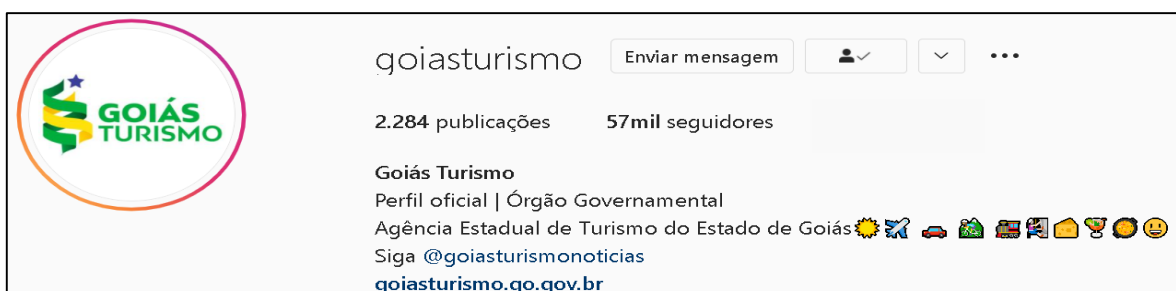 GOIÁS
TURISMO
goiasturismo Enviar mensagem
2.284 publicações 57mil seguidores
Goiás Turismo
Perfil oficial | Órgão Governamental
Agência Estadual de Turismo do Estado de Goiás
Siga @goiasturismonoticias
goiasturismo.go.gov.br